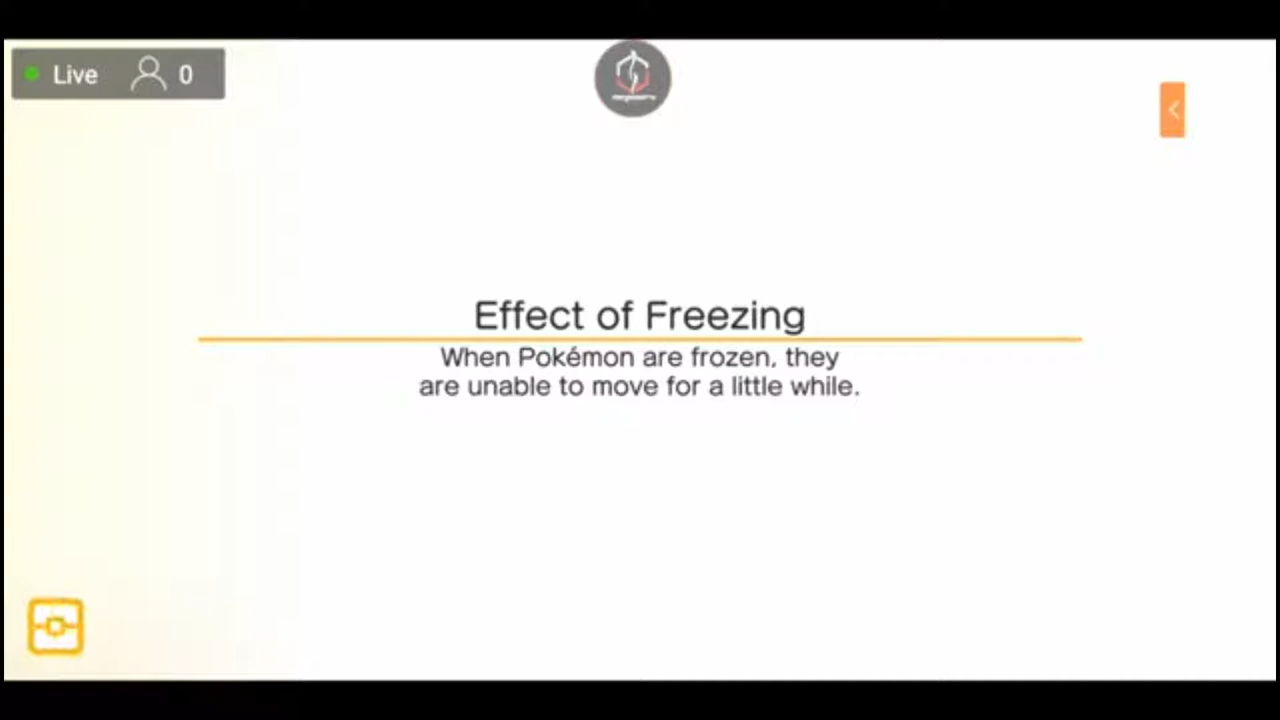 Live 0
Effect of Freezing
When Pokémon are frozen, they
are unable to move for a little while.